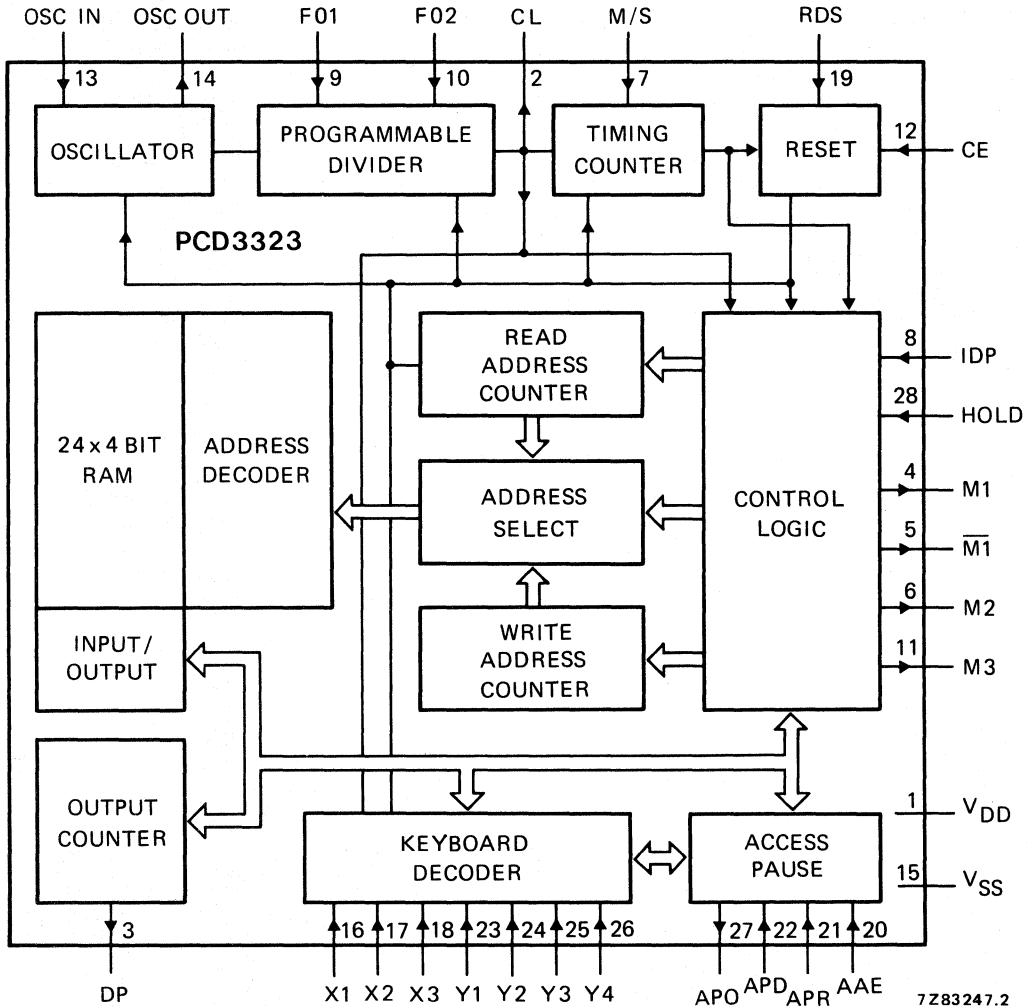 OSC IN OSC OUT F01 F02 CL M/S RDS
13 14 9 10 2 7 19
OSCILLATOR
PROGRAMMABLE
DIVIDER
TIMING
COUNTER
RESET
12 CE
PCD3323
24 x 4 BIT
RAM
ADDRESS
DECODER
READ
ADDRESS
COUNTER
ADDRESS
SELECT
WRITE
ADDRESS
COUNTER
CONTROL
LOGIC
8 IDP
28 HOLD
4 M1
5 M̅1̅
6 M2
11 M3
INPUT/
OUTPUT
OUTPUT
COUNTER
KEYBOARD
DECODER
ACCESS
PAUSE
1 VDD
15 VSS
3 16 17 18 23 24 25 26 27 22 21 20
DP X1 X2 X3 Y1 Y2 Y3 Y4 APO APD APR AAE
7Z83247.2